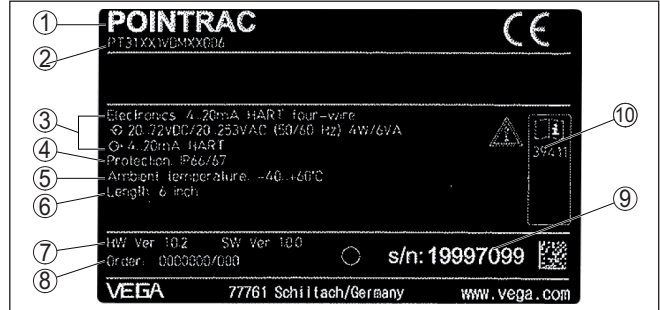 ① POINTRAC
② PT31XX1VDMXX006
③ Electronics 4..20mA HART four-wire
20..72VDC/20..253VAC (50/60 Hz) 4W/6VA
4..20mA HART
④ Protection: IP66/67
⑤ Ambient temperature: -40..+60°C
⑥ Length: 6 inch
⑩
39411
⑦ HW Ver 1.0.2 SW Ver 1.0.0
⑨
⑧ Order: 0000000/000 s/n: 19997099
VEGA 77761 Schiltach/Germany www.vega.com